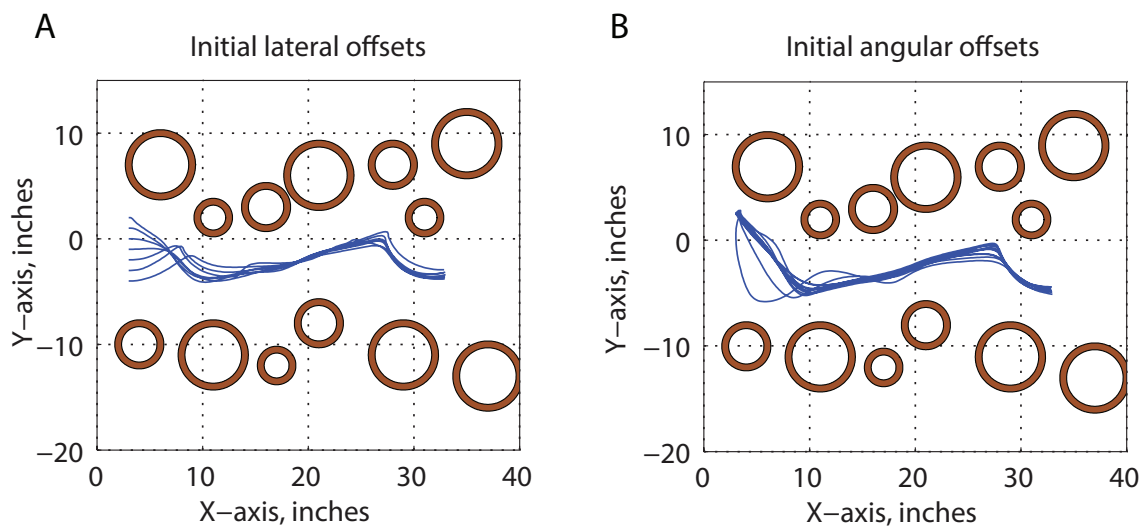 A
Initial lateral offsets
10
0
−10
−20
Y−axis, inches
0
10
20
30
40
X−axis, inches
B
Initial angular offsets
10
0
−10
−20
Y−axis, inches
0
10
20
30
40
X−axis, inches